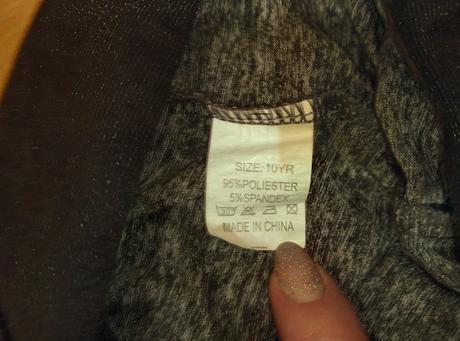 SIZE: 10YR
95%POLIESTER
5%SPANDEX
MADE IN CHINA